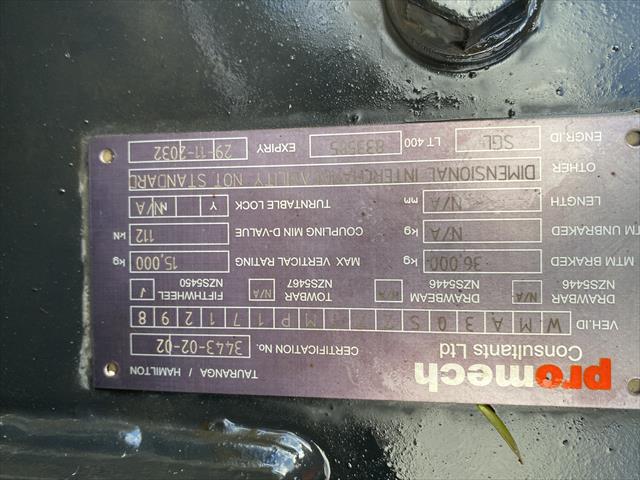 promech
Consultants Ltd
TAURANGA / HAMILTON
CERTIFICATION No. 3443-02-02
VEH.ID W M A 3 0 S M P 1 7 1 2 9 8
DRAWBAR NZS5446 N/A
DRAWBEAM NZS5446 N/A
TOWBAR NZS5467 N/A
FIFTHWHEEL NZS5450 √
MTM BRAKED 36,000 kg
MAX VERTICAL RATING 15,000 kg
MTM UNBRAKED N/A kg
COUPLING MIN D-VALUE 112 kN
LENGTH N/A mm
TURNTABLE LOCK Y N/A
OTHER DIMENSIONAL INTERCHANGABILITY NOT STANDARD
ENGR.ID SGL
LT 400
EXPIRY 29-11-2032